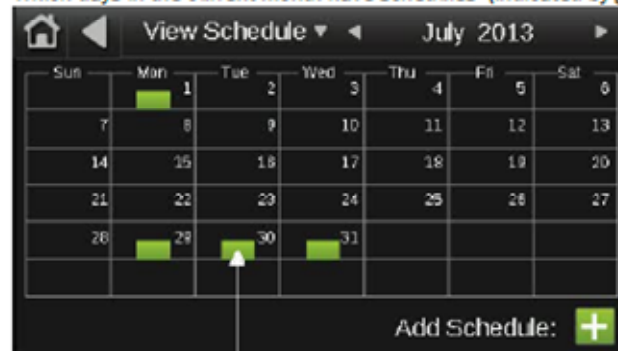 View Schedule July 2013
Sun Mon Tue Wed Thu Fri Sat
1 2 3 4 5 6
7 8 9 10 11 12 13
14 15 16 17 18 19 20
21 22 23 24 25 26 27
28 29 30 31
Add Schedule: